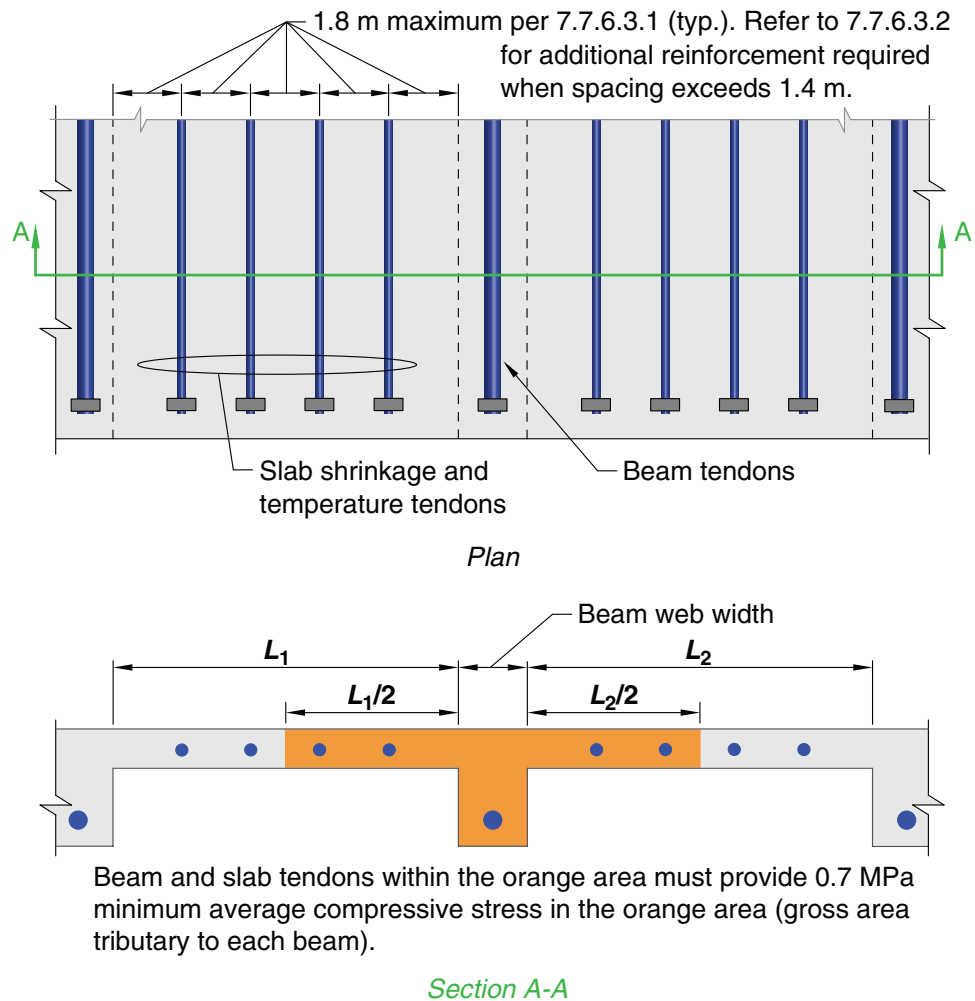 1.8 m maximum per 7.7.6.3.1 (typ.). Refer to 7.7.6.3.2
for additional reinforcement required
when spacing exceeds 1.4 m.
A
A
Slab shrinkage and
temperature tendons
Beam tendons
Plan
Beam web width
L1
L2
L1/2
L2/2
Beam and slab tendons within the orange area must provide 0.7 MPa
minimum average compressive stress in the orange area (gross area
tributary to each beam).
Section A-A